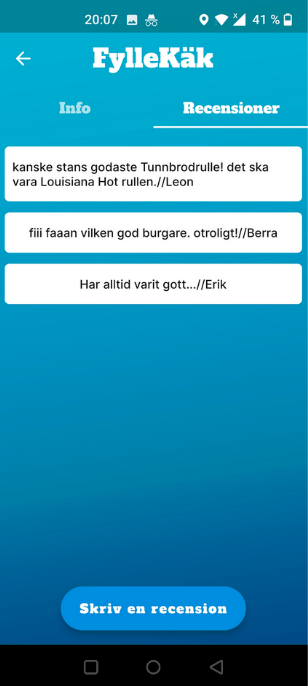 20:07 41 %
FylleKäk
Info Recensioner
kanske stans godaste Tunnbrodrulle! det ska
vara Louisiana Hot rullen.//Leon
fiii faaan vilken god burgare. otroligt!//Berra
Har alltid varit gott...//Erik
Skriv en recension